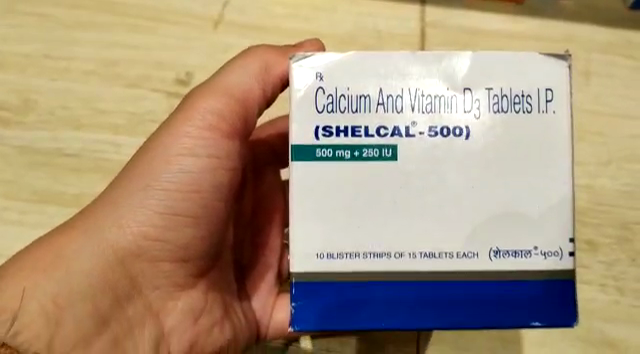 Rx
Calcium And Vitamin D3 Tablets I.P.
(SHELCAL®-500)
500 mg + 250 IU
10 BLISTER STRIPS OF 15 TABLETS EACH (शेलकाल®-५००)